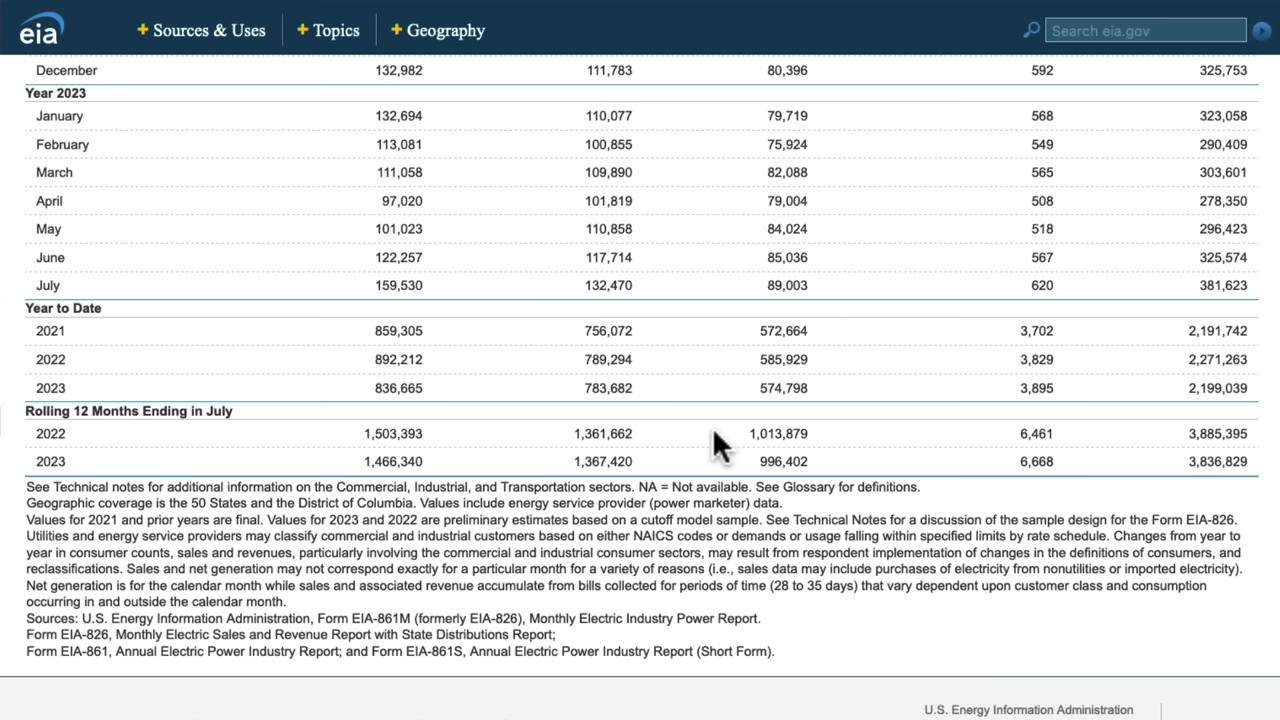 eia
+ Sources & Uses
+ Topics
+ Geography
Search eia.gov
December 132,982 111,783 80,396 592 325,753
Year 2023
January 132,694 110,077 79,719 568 323,058
February 113,081 100,855 75,924 549 290,409
March 111,058 109,890 82,088 565 303,601
April 97,020 101,819 79,004 508 278,350
May 101,023 110,858 84,024 518 296,423
June 122,257 117,714 85,036 567 325,574
July 159,530 132,470 89,003 620 381,623
Year to Date
2021 859,305 756,072 572,664 3,702 2,191,742
2022 892,212 789,294 585,929 3,829 2,271,263
2023 836,665 783,682 574,798 3,895 2,199,039
Rolling 12 Months Ending in July
2022 1,503,393 1,361,662 1,013,879 6,461 3,885,395
2023 1,466,340 1,367,420 996,402 6,668 3,836,829
See Technical notes for additional information on the Commercial, Industrial, and Transportation sectors. NA = Not available. See Glossary for definitions.
Geographic coverage is the 50 States and the District of Columbia. Values include energy service provider (power marketer) data.
Values for 2021 and prior years are final. Values for 2023 and 2022 are preliminary estimates based on a cutoff model sample. See Technical Notes for a discussion of the sample design for the Form EIA-826.
Utilities and energy service providers may classify commercial and industrial customers based on either NAICS codes or demands or usage falling within specified limits by rate schedule. Changes from year to
year in consumer counts, sales and revenues, particularly involving the commercial and industrial consumer sectors, may result from respondent implementation of changes in the definitions of consumers, and
reclassifications. Sales and net generation may not correspond exactly for a particular month for a variety of reasons (i.e., sales data may include purchases of electricity from nonutilities or imported electricity).
Net generation is for the calendar month while sales and associated revenue accumulate from bills collected for periods of time (28 to 35 days) that vary dependent upon customer class and consumption
occurring in and outside the calendar month.
Sources: U.S. Energy Information Administration, Form EIA-861M (formerly EIA-826), Monthly Electric Industry Power Report.
Form EIA-826, Monthly Electric Sales and Revenue Report with State Distributions Report;
Form EIA-861, Annual Electric Power Industry Report; and Form EIA-861S, Annual Electric Power Industry Report (Short Form).
U.S. Energy Information Administration